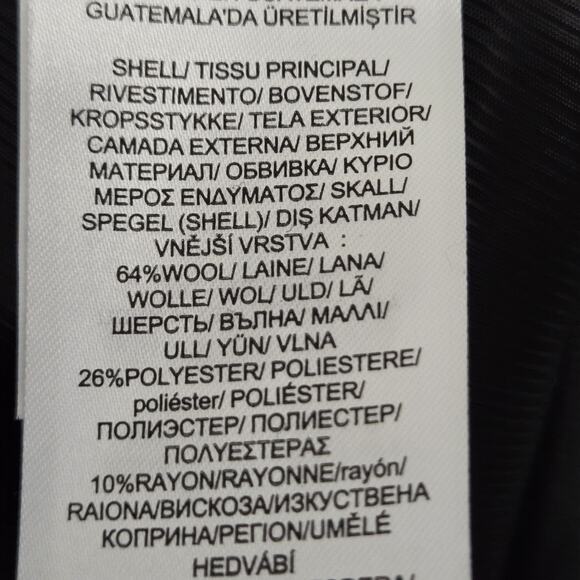 GUATEMALA'DA ÜRETİLMİŞTİR
SHELL/ TISSU PRINCIPAL/
RIVESTIMENTO/ BOVENSTOF/
KROPSSTYKKE/ TELA EXTERIOR/
CAMADA EXTERNA/ ВЕРХНИЙ
МАТЕРИАЛ/ ОБВИВКА/ ΚΥΡΙΟ
ΜΕΡΟΣ ΕΝΔΥΜΑΤΟΣ/ SKALL/
SPEGEL (SHELL)/ DIŞ KATMAN/
VNĚJŠÍ VRSTVA :
64%WOOL/ LAINE/ LANA/
WOLLE/ WOL/ ULD/ LÃ/
ШЕРСТЬ/ ВЪЛНА/ ΜΑΛΛΙ/
ULL/ YÜN/ VLNA
26%POLYESTER/ POLIESTERE/
poliéster/ POLIÉSTER/
ПОЛИЭСТЕР/ ПОЛИЕСТЕР/
ΠΟΛΥΕΣΤΕΡΑΣ
10%RAYON/RAYONNE/rayón/
RAIONA/ВИСКОЗА/ИЗКУСТВЕНА
КОПРИНА/ΡΕΓΙΟΝ/UMĚLÉ
HEDVÁBÍ